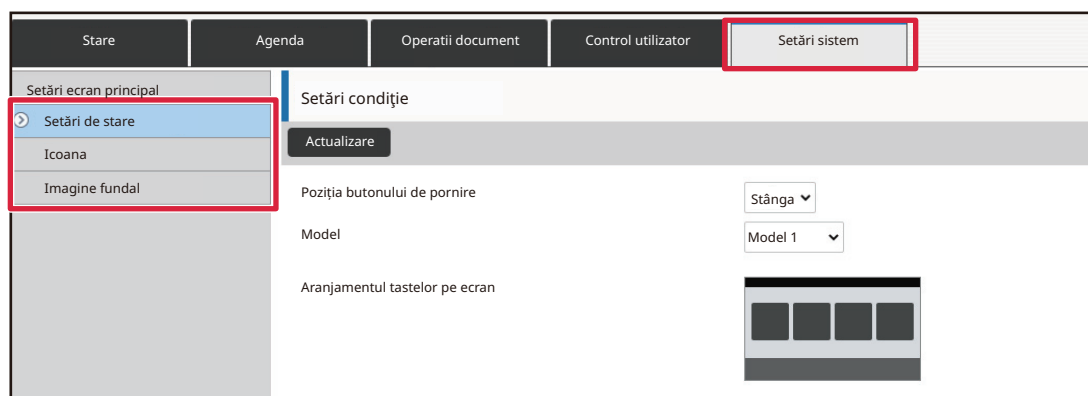 Stare
Agenda
Operatii document
Control utilizator
Setări sistem
Setări ecran principal
Setări de stare
Icoana
Imagine fundal
Setări condiţie
Actualizare
Poziția butonului de pornire
Stânga
Model
Model 1
Aranjamentul tastelor pe ecran